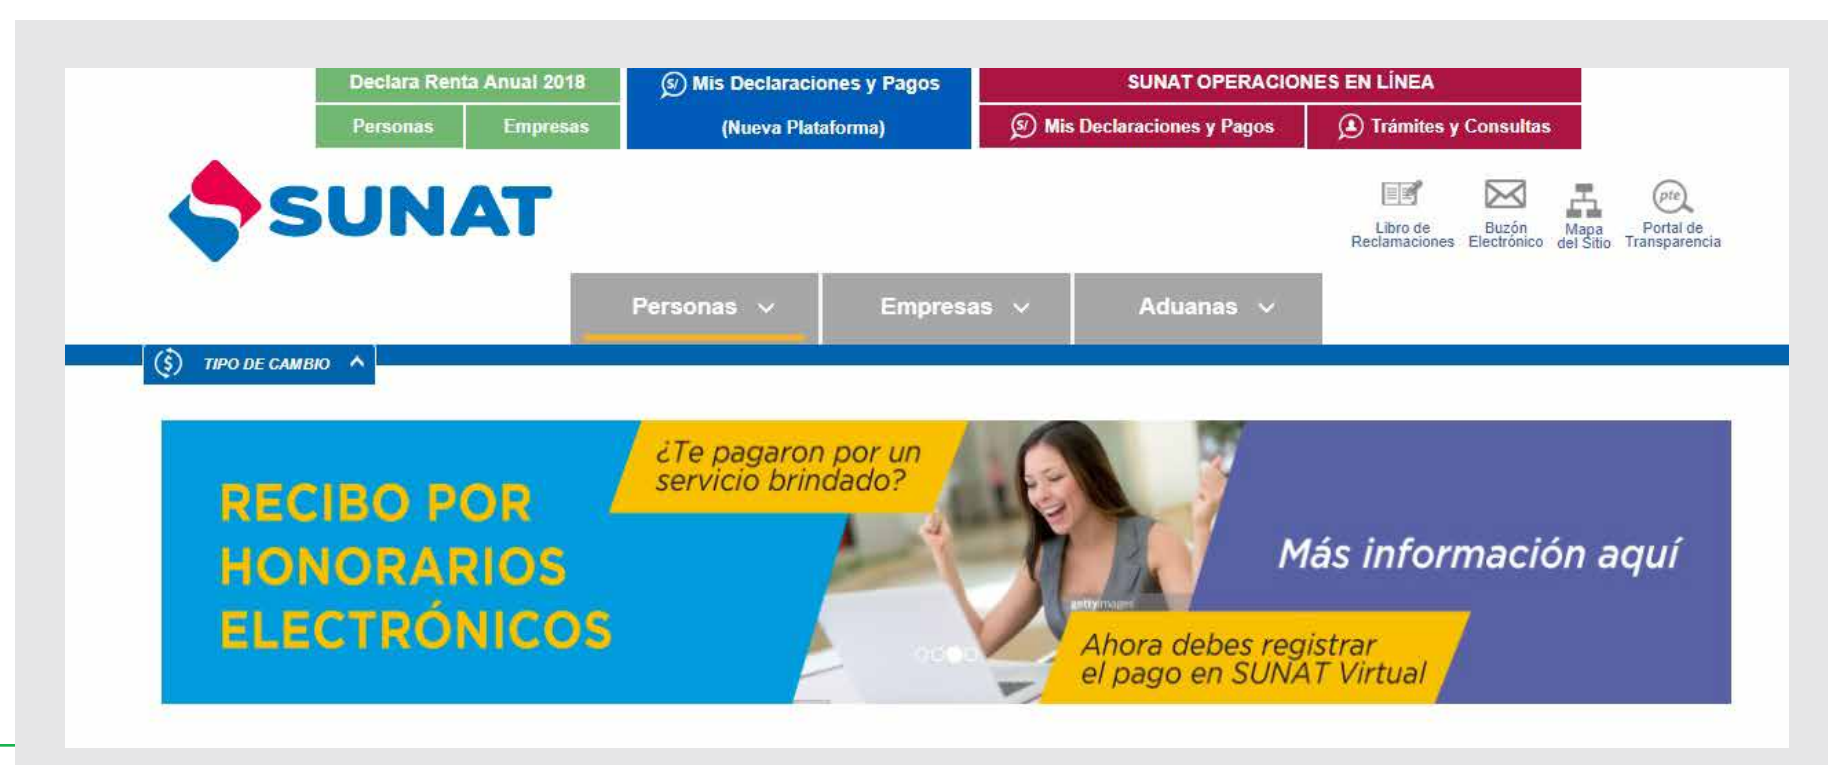 Declara Renta Anual 2018
Personas
Empresas
Mis Declaraciones y Pagos
(Nueva Plataforma)
SUNAT OPERACIONES EN LÍNEA
Mis Declaraciones y Pagos
Trámites y Consultas
SUNAT
Libro de
Reclamaciones
Buzón
Electrónico
Mapa
del Sitio
pte
Portal de
Transparencia
Personas
Empresas
Aduanas
TIPO DE CAMBIO
RECIBO POR
HONORARIOS
ELECTRÓNICOS
¿Te pagaron por un
servicio brindado?
gettyimages
Más información aquí
Ahora debes registrar
el pago en SUNAT Virtual